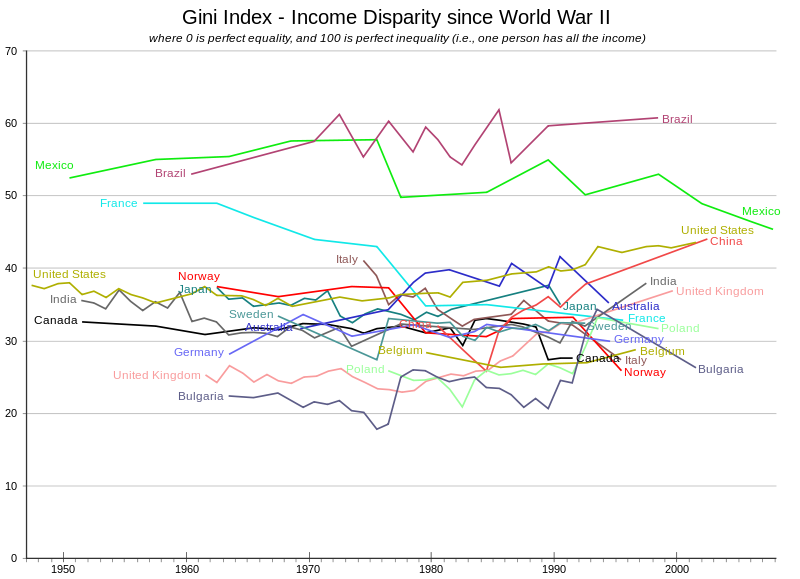 Gini Index - Income Disparity since World War II
where 0 is perfect equality, and 100 is perfect inequality (i.e., one person has all the income)
70
60
Brazil
Mexico
Brazil
50
France
Mexico
United States
China
40
Italy
United States
Norway
India
Japan
United Kingdom
India
Japan
Australia
Sweden
France
Canada
Australia
Sweden
Poland
30
Germany
Germany
Belgium
Belgium
Canada
Italy
Poland
Norway
Bulgaria
United Kingdom
Bulgaria
20
10
0
1950
1960
1970
1980
1990
2000